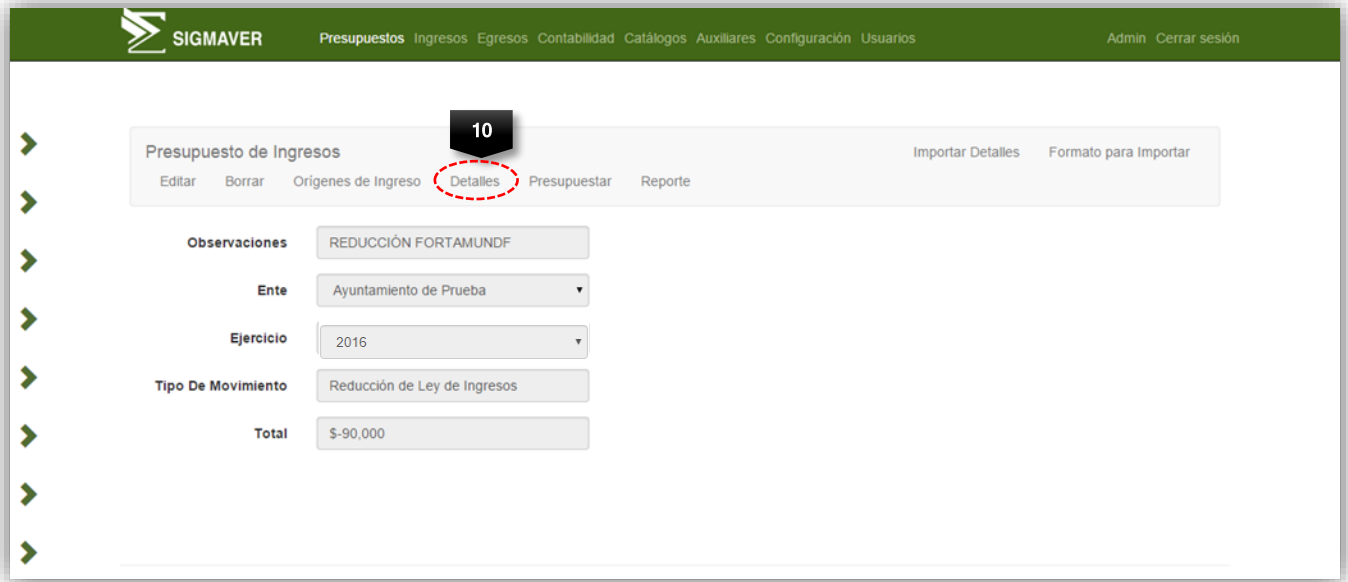 SIGMAVER Presupuestos Ingresos Egresos Contabilidad Catálogos Auxiliares Configuración Usuarios Admin Cerrar sesión
10
Presupuesto de Ingresos Importar Detalles Formato para Importar
Editar Borrar Orígenes de Ingreso Detalles Presupuestar Reporte
Observaciones REDUCCIÓN FORTAMUNDF
Ente Ayuntamiento de Prueba
Ejercicio 2016
Tipo De Movimiento Reducción de Ley de Ingresos
Total $-90,000